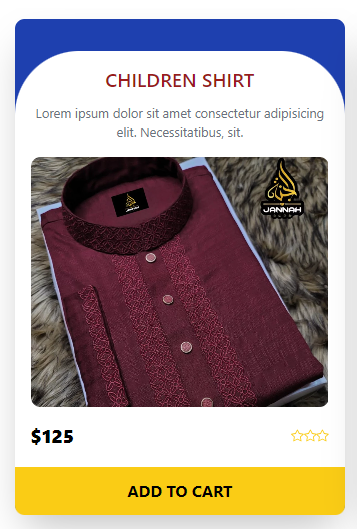 CHILDREN SHIRT
Lorem ipsum dolor sit amet consectetur adipisicing
elit. Necessitatibus, sit.
JANNAH
$125
ADD TO CART